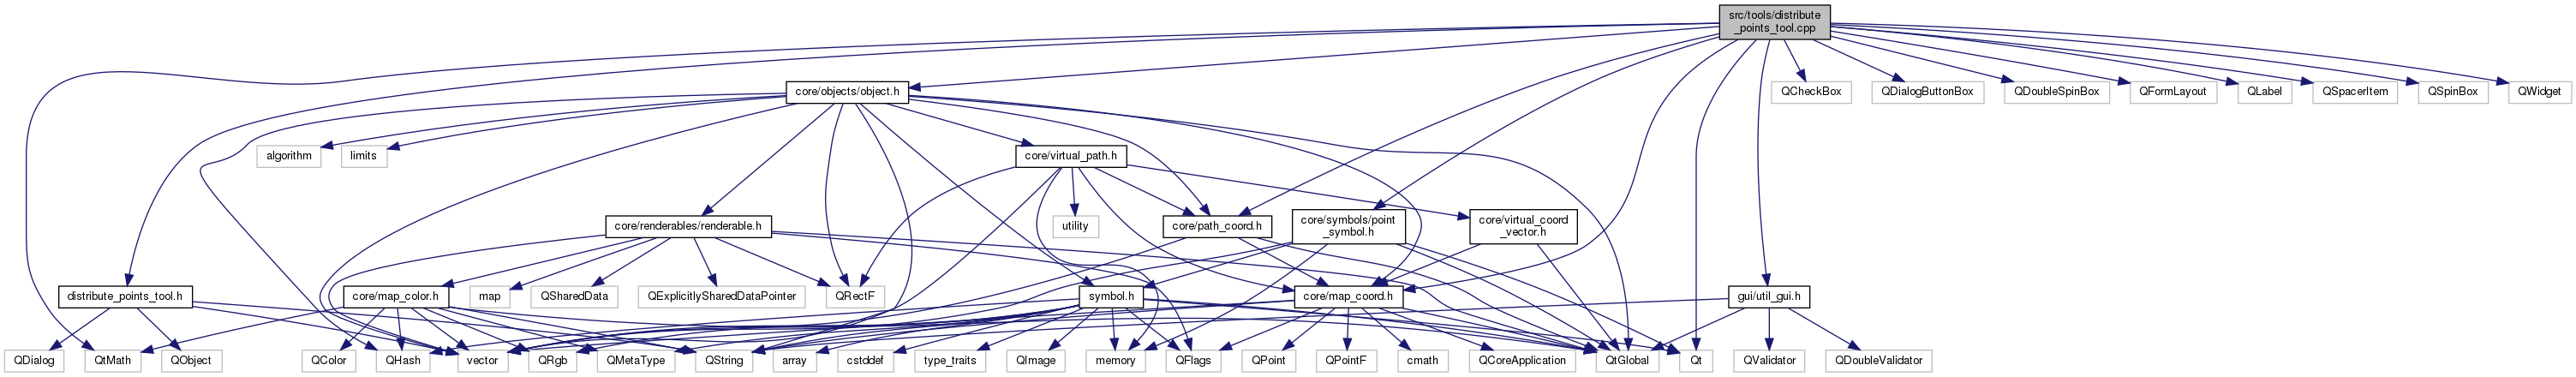 src/tools/distribute
_points_tool.cpp
core/objects/object.h
QCheckBox
QDialogButtonBox
QDoubleSpinBox
QFormLayout
QLabel
QSpacerItem
QSpinBox
QWidget
algorithm
limits
core/virtual_path.h
core/renderables/renderable.h
utility
core/path_coord.h
core/symbols/point
_symbol.h
core/virtual_coord
_vector.h
distribute_points_tool.h
core/map_color.h
map
QSharedData
QExplicitlySharedDataPointer
QRectF
symbol.h
core/map_coord.h
gui/util_gui.h
QDialog
QtMath
QObject
QColor
QHash
vector
QRgb
QMetaType
QString
array
cstddef
type_traits
QImage
memory
QFlags
QPoint
QPointF
cmath
QCoreApplication
QtGlobal
Qt
QValidator
QDoubleValidator